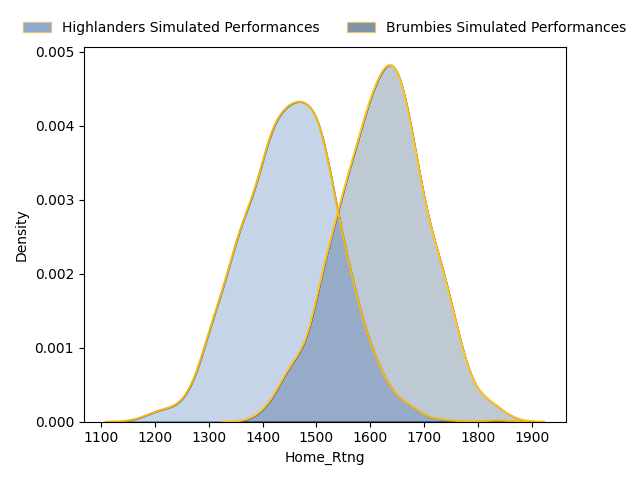 Highlanders Simulated Performances Brumbies Simulated Performances
0.005
0.004
0.003
0.002
0.001
0.000
Density
1100 1200 1300 1400 1500 1600 1700 1800 1900
Home_Rtng